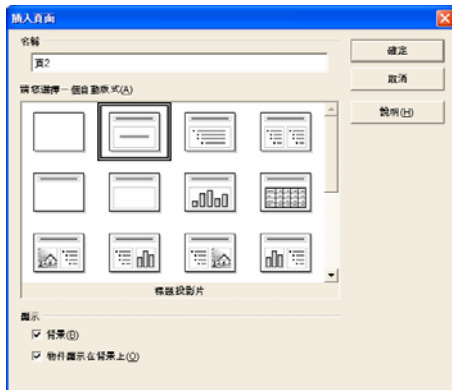 插入頁面
名稱
頁2
確定
取消
說明(H)
請您選擇一個自動版式(A)
標題投影片
顯示
背景(B)
物件顯示在背景上(O)